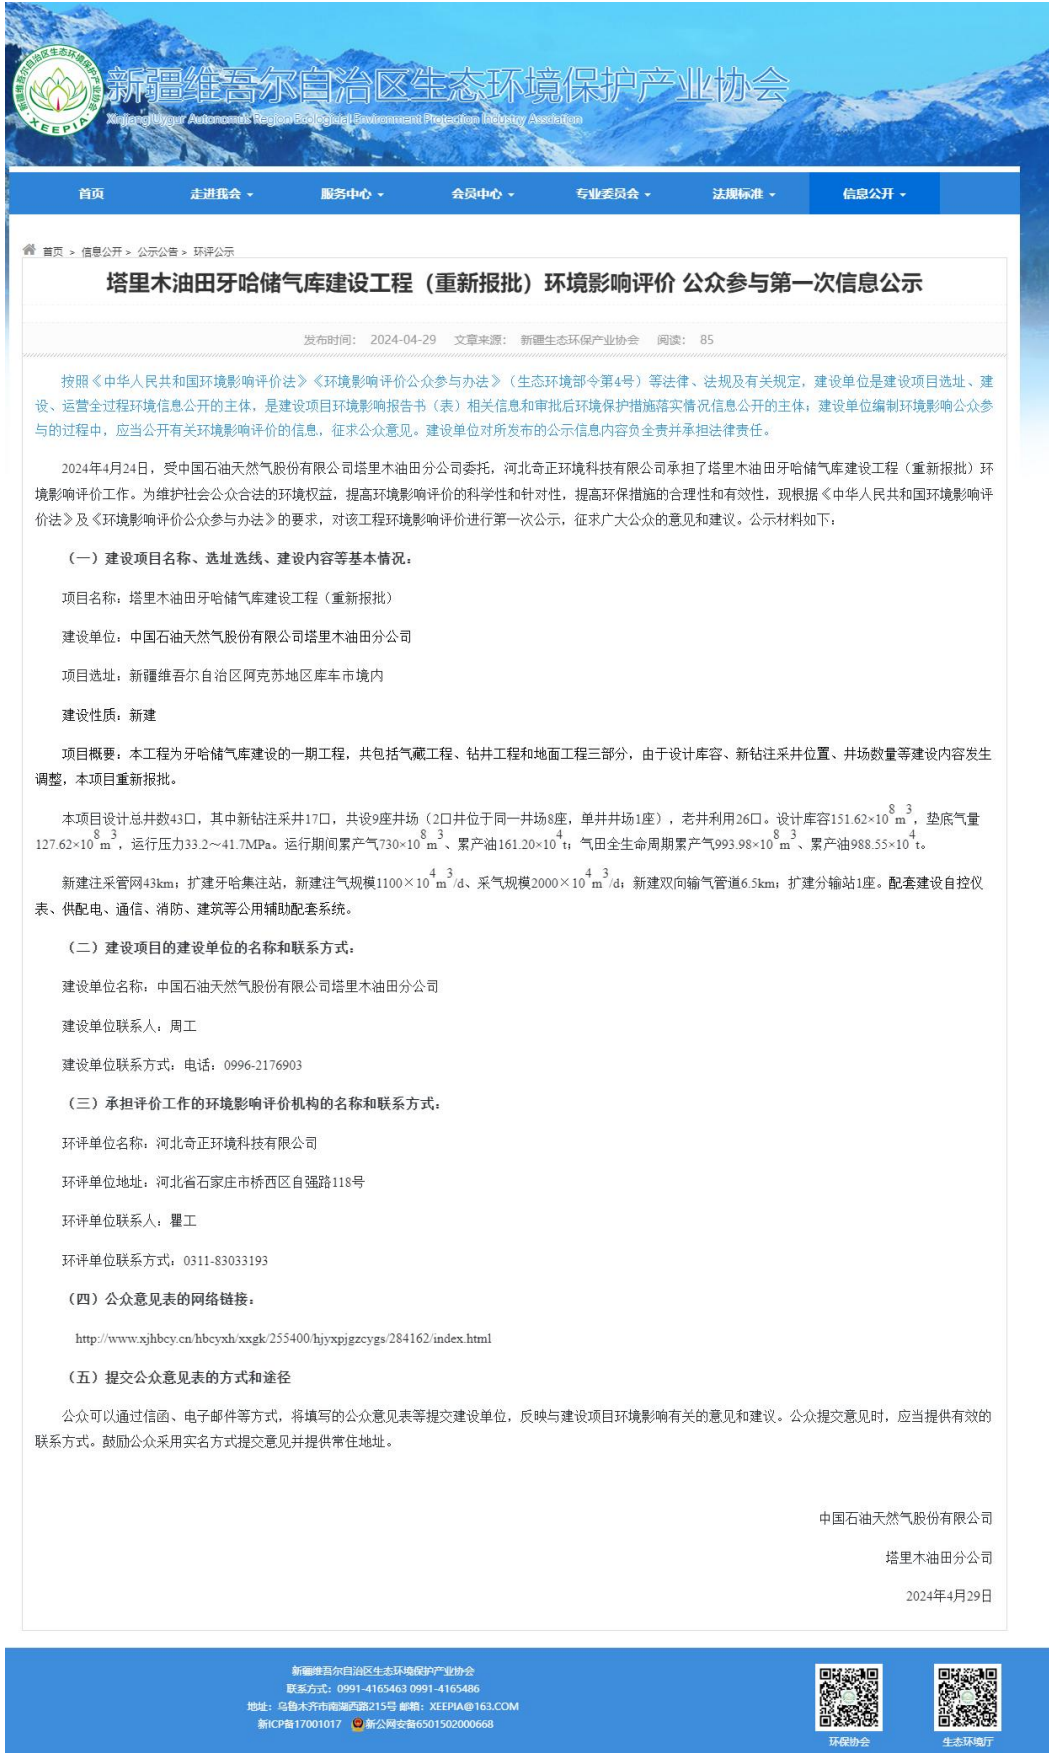 新疆维吾尔自治区生态环境保护产业协会
Xinjiang Uygur Autonomous Region Ecological Environment Protection Industry Association
XEEPIA
首页 走进我会 服务中心 会员中心 专业委员会 法规标准 信息公开
首页 > 信息公开 > 公示公告 > 环评公示
塔里木油田牙哈储气库建设工程（重新报批）环境影响评价 公众参与第一次信息公示
发布时间： 2024-04-29 文章来源： 新疆生态环保产业协会 阅读： 85
按照《中华人民共和国环境影响评价法》《环境影响评价公众参与办法》（生态环境部令第4号）等法律、法规及有关规定，建设单位是建设项目选址、建
设、运营全过程环境信息公开的主体，是建设项目环境影响报告书（表）相关信息和审批后环境保护措施落实情况信息公开的主体；建设单位编制环境影响公众参
与的过程中，应当公开有关环境影响评价的信息，征求公众意见。建设单位对所发布的公示信息内容负全责并承担法律责任。
2024年4月24日，受中国石油天然气股份有限公司塔里木油田分公司委托，河北奇正环境科技有限公司承担了塔里木油田牙哈储气库建设工程（重新报批）环
境影响评价工作。为维护社会公众合法的环境权益，提高环境影响评价的科学性和针对性，提高环保措施的合理性和有效性，现根据《中华人民共和国环境影响评
价法》及《环境影响评价公众参与办法》的要求，对该工程环境影响评价进行第一次公示，征求广大公众的意见和建议。公示材料如下：
（一）建设项目名称、选址选线、建设内容等基本情况：
项目名称：塔里木油田牙哈储气库建设工程（重新报批）
建设单位：中国石油天然气股份有限公司塔里木油田分公司
项目选址：新疆维吾尔自治区阿克苏地区库车市境内
建设性质：新建
项目概要：本工程为牙哈储气库建设的一期工程，共包括气藏工程、钻井工程和地面工程三部分，由于设计库容、新钻注采井位置、井场数量等建设内容发生
调整，本项目重新报批。
本项目设计总井数43口，其中新钻注采井17口，共设9座井场（2口井位于同一井场8座，单井井场1座），老井利用26口。设计库容151.62×10⁸m³，垫底气量
127.62×10⁸m³，运行压力33.2～41.7MPa。运行期间累产气730×10⁸m³、累产油161.20×10⁴t；气田全生命周期累产气993.98×10⁸m³、累产油988.55×10⁴t。
新建注采管网43km；扩建牙哈集注站，新建注气规模1100×10⁴m³/d、采气规模2000×10⁴m³/d；新建双向输气管道6.5km；扩建分输站1座。配套建设自控仪
表、供配电、通信、消防、建筑等公用辅助配套系统。
（二）建设项目的建设单位的名称和联系方式：
建设单位名称：中国石油天然气股份有限公司塔里木油田分公司
建设单位联系人：周工
建设单位联系方式：电话：0996-2176903
（三）承担评价工作的环境影响评价机构的名称和联系方式：
环评单位名称：河北奇正环境科技有限公司
环评单位地址：河北省石家庄市桥西区自强路118号
环评单位联系人：瞿工
环评单位联系方式：0311-83033193
（四）公众意见表的网络链接：
http://www.xjhbcy.cn/hbcyxh/xxgk/255400/hjyxpjgzcygs/284162/index.html
（五）提交公众意见表的方式和途径
公众可以通过信函、电子邮件等方式，将填写的公众意见表等提交建设单位，反映与建设项目环境影响有关的意见和建议。公众提交意见时，应当提供有效的
联系方式。鼓励公众采用实名方式提交意见并提供常住地址。
中国石油天然气股份有限公司
塔里木油田分公司
2024年4月29日
新疆维吾尔自治区生态环境保护产业协会
联系方式：0991-4165463 0991-4165486
地址：乌鲁木齐市南湖西路215号 邮箱：XEEPIA@163.COM
新ICP备17001017 新公网安备6501502000668
环保协会 生态环境厅